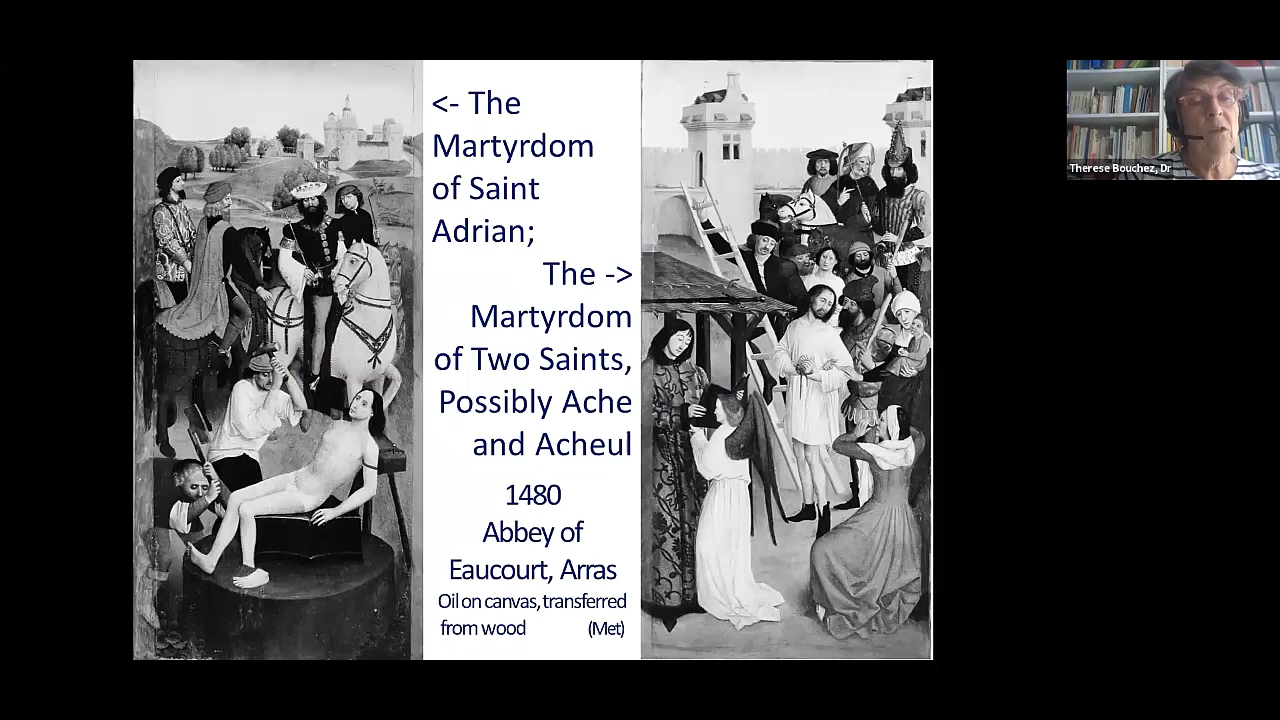 <- The
Martyrdom
of Saint
Adrian;
The ->
Martyrdom
of Two Saints,
Possibly Ache
and Acheul
1480
Abbey of
Eaucourt, Arras
Oil on canvas, transferred
from wood (Met)
Therese Bouchez, Dr